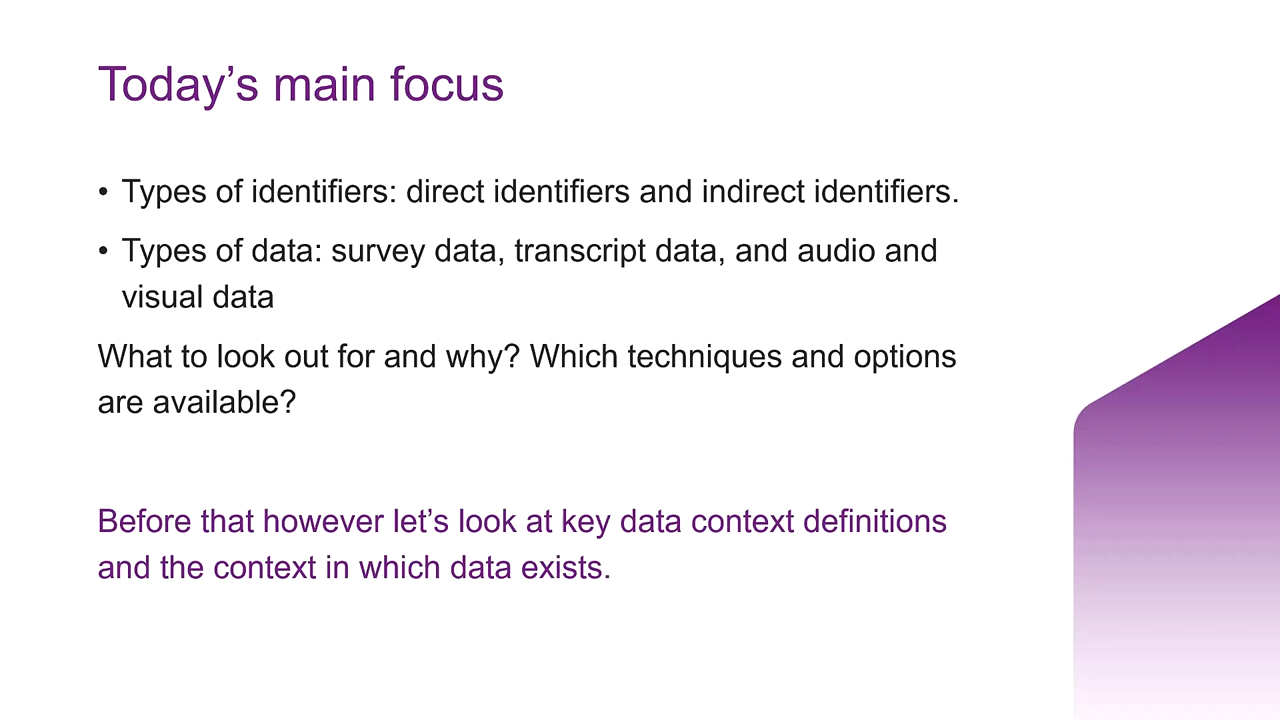 Today’s main focus
• Types of identifiers: direct identifiers and indirect identifiers.
• Types of data: survey data, transcript data, and audio and
visual data
What to look out for and why? Which techniques and options
are available?
Before that however let’s look at key data context definitions
and the context in which data exists.